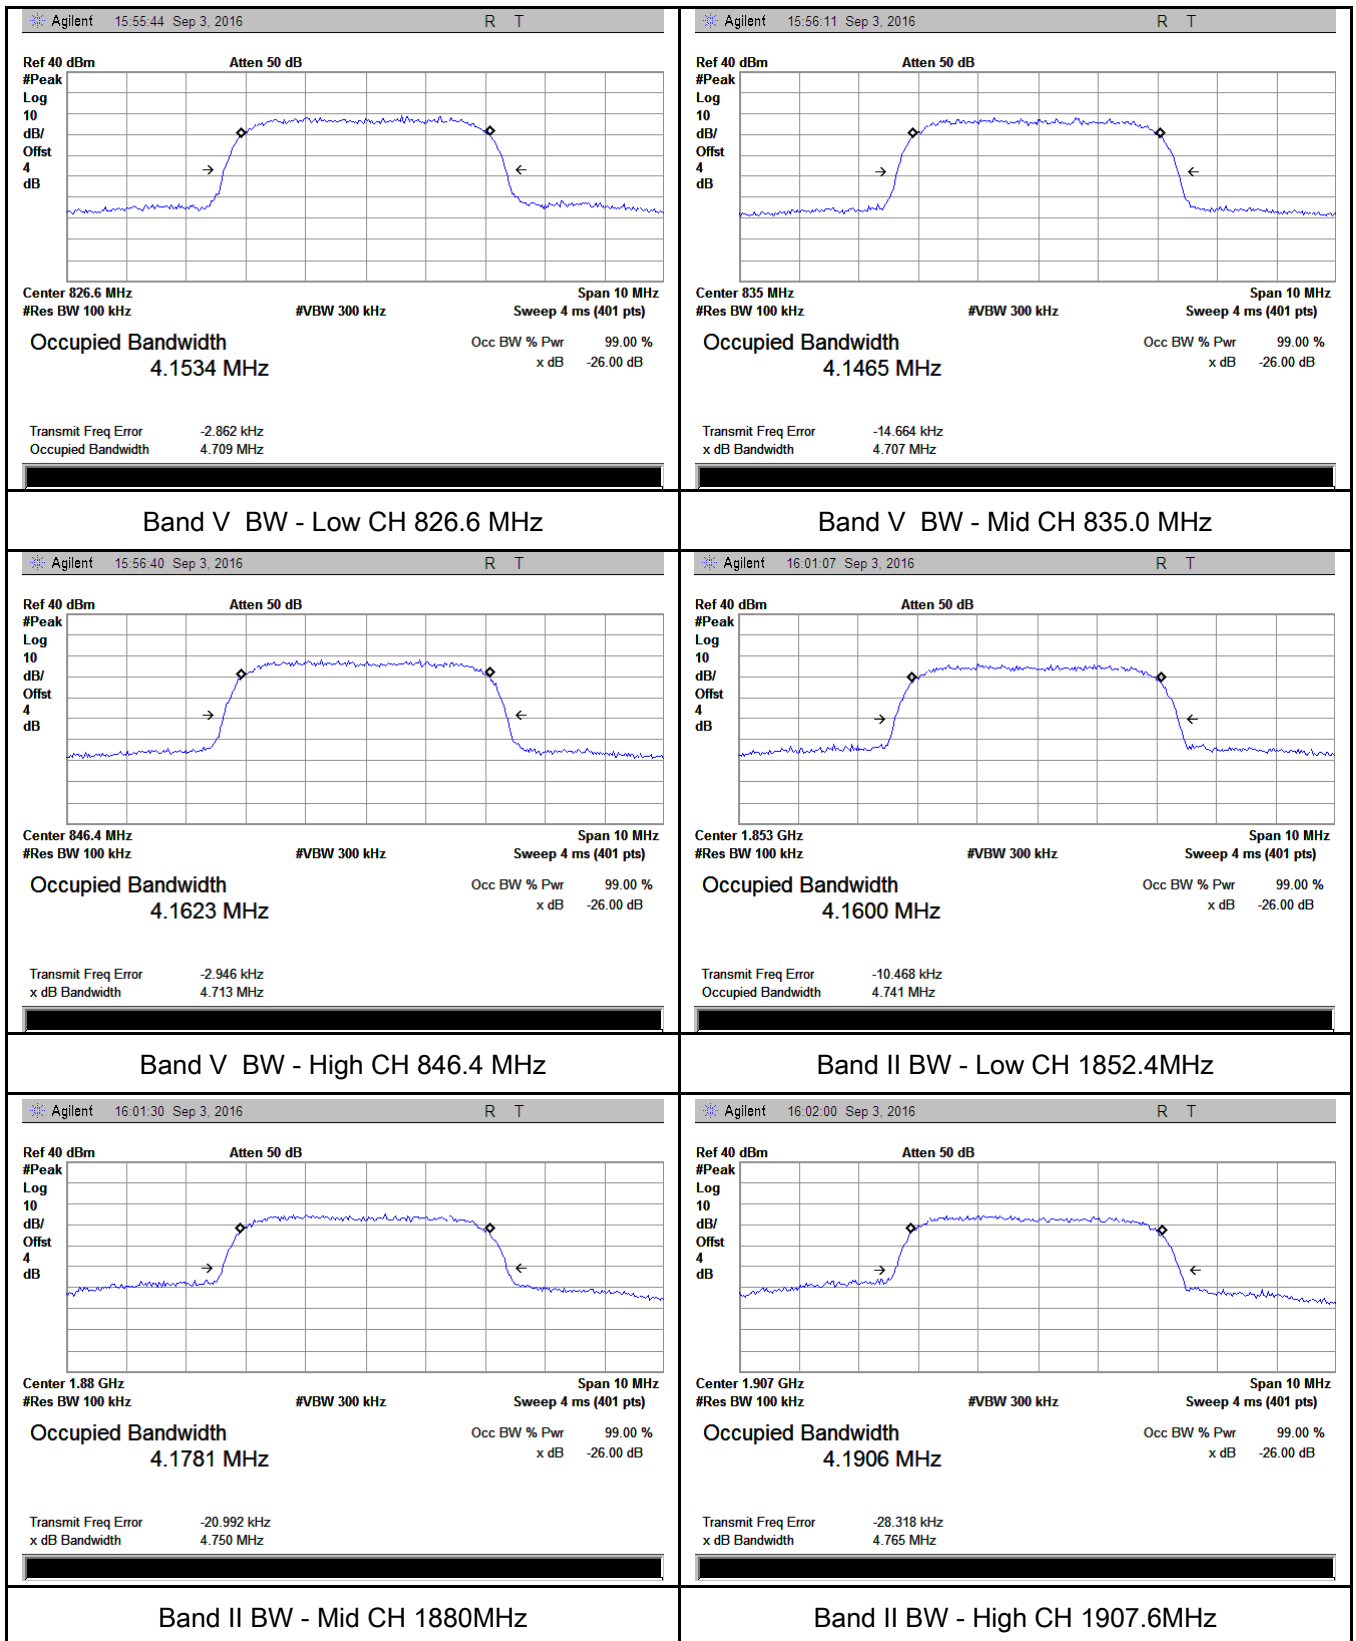 Agilent 15:55:44 Sep 3, 2016 R T
Ref 40 dBm Atten 50 dB
#Peak
Log
10
dB/
Offst
4
dB
Center 826.6 MHz Span 10 MHz
#Res BW 100 kHz #VBW 300 kHz Sweep 4 ms (401 pts)
Occupied Bandwidth Occ BW % Pwr 99.00 %
4.1534 MHz x dB -26.00 dB
Transmit Freq Error -2.862 kHz
Occupied Bandwidth 4.709 MHz
Band V BW - Low CH 826.6 MHz
Agilent 15:56:11 Sep 3, 2016 R T
Ref 40 dBm Atten 50 dB
#Peak
Log
10
dB/
Offst
4
dB
Center 835 MHz Span 10 MHz
#Res BW 100 kHz #VBW 300 kHz Sweep 4 ms (401 pts)
Occupied Bandwidth Occ BW % Pwr 99.00 %
4.1465 MHz x dB -26.00 dB
Transmit Freq Error -14.664 kHz
x dB Bandwidth 4.707 MHz
Band V BW - Mid CH 835.0 MHz
Agilent 15:56:40 Sep 3, 2016 R T
Ref 40 dBm Atten 50 dB
#Peak
Log
10
dB/
Offst
4
dB
Center 846.4 MHz Span 10 MHz
#Res BW 100 kHz #VBW 300 kHz Sweep 4 ms (401 pts)
Occupied Bandwidth Occ BW % Pwr 99.00 %
4.1623 MHz x dB -26.00 dB
Transmit Freq Error -2.946 kHz
x dB Bandwidth 4.713 MHz
Band V BW - High CH 846.4 MHz
Agilent 16:01:07 Sep 3, 2016 R T
Ref 40 dBm Atten 50 dB
#Peak
Log
10
dB/
Offst
4
dB
Center 1.853 GHz Span 10 MHz
#Res BW 100 kHz #VBW 300 kHz Sweep 4 ms (401 pts)
Occupied Bandwidth Occ BW % Pwr 99.00 %
4.1600 MHz x dB -26.00 dB
Transmit Freq Error -10.468 kHz
Occupied Bandwidth 4.741 MHz
Band II BW - Low CH 1852.4MHz
Agilent 16:01:30 Sep 3, 2016 R T
Ref 40 dBm Atten 50 dB
#Peak
Log
10
dB/
Offst
4
dB
Center 1.88 GHz Span 10 MHz
#Res BW 100 kHz #VBW 300 kHz Sweep 4 ms (401 pts)
Occupied Bandwidth Occ BW % Pwr 99.00 %
4.1781 MHz x dB -26.00 dB
Transmit Freq Error -20.992 kHz
x dB Bandwidth 4.750 MHz
Band II BW - Mid CH 1880MHz
Agilent 16:02:00 Sep 3, 2016 R T
Ref 40 dBm Atten 50 dB
#Peak
Log
10
dB/
Offst
4
dB
Center 1.907 GHz Span 10 MHz
#Res BW 100 kHz #VBW 300 kHz Sweep 4 ms (401 pts)
Occupied Bandwidth Occ BW % Pwr 99.00 %
4.1906 MHz x dB -26.00 dB
Transmit Freq Error -28.318 kHz
x dB Bandwidth 4.765 MHz
Band II BW - High CH 1907.6MHz